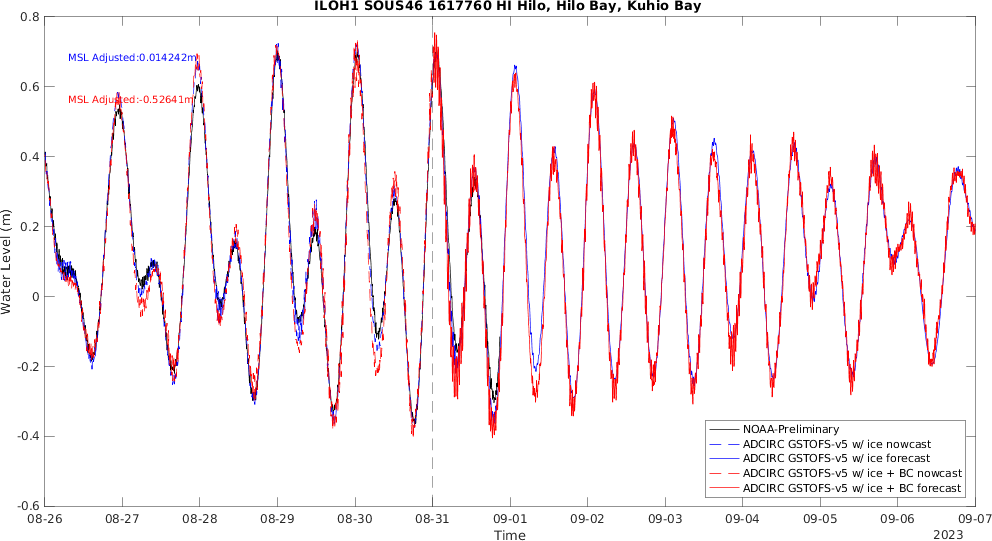 ILOH1 SOUS46 1617760 HI Hilo, Hilo Bay, Kuhio Bay
0.8
0.6
0.4
0.2
0
-0.2
-0.4
-0.6
Water Level (m)
MSL Adjusted:0.014242m
MSL Adjusted:-0.52641m
NOAA-Preliminary
ADCIRC GSTOFS-v5 w/ ice nowcast
ADCIRC GSTOFS-v5 w/ ice forecast
ADCIRC GSTOFS-v5 w/ ice + BC nowcast
ADCIRC GSTOFS-v5 w/ ice + BC forecast
08-26 08-27 08-28 08-29 08-30 08-31 09-01 09-02 09-03 09-04 09-05 09-06 09-07
Time
2023